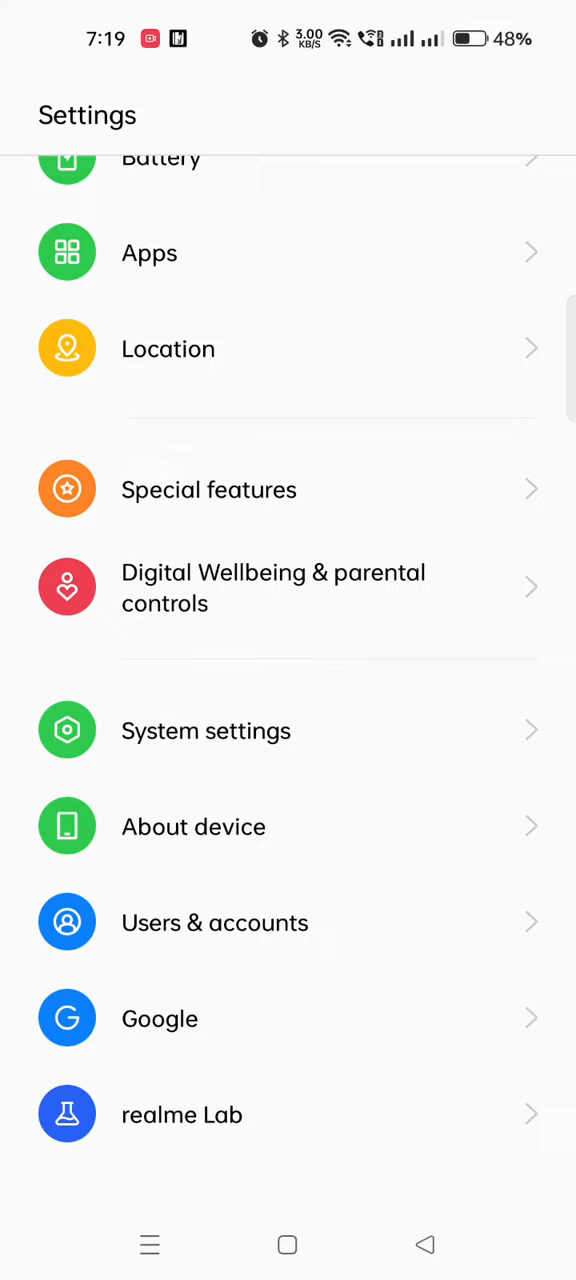 7:19 3.00 KB/S 48%
Settings
Battery
Apps
Location
Special features
Digital Wellbeing & parental
controls
System settings
About device
Users & accounts
Google
realme Lab